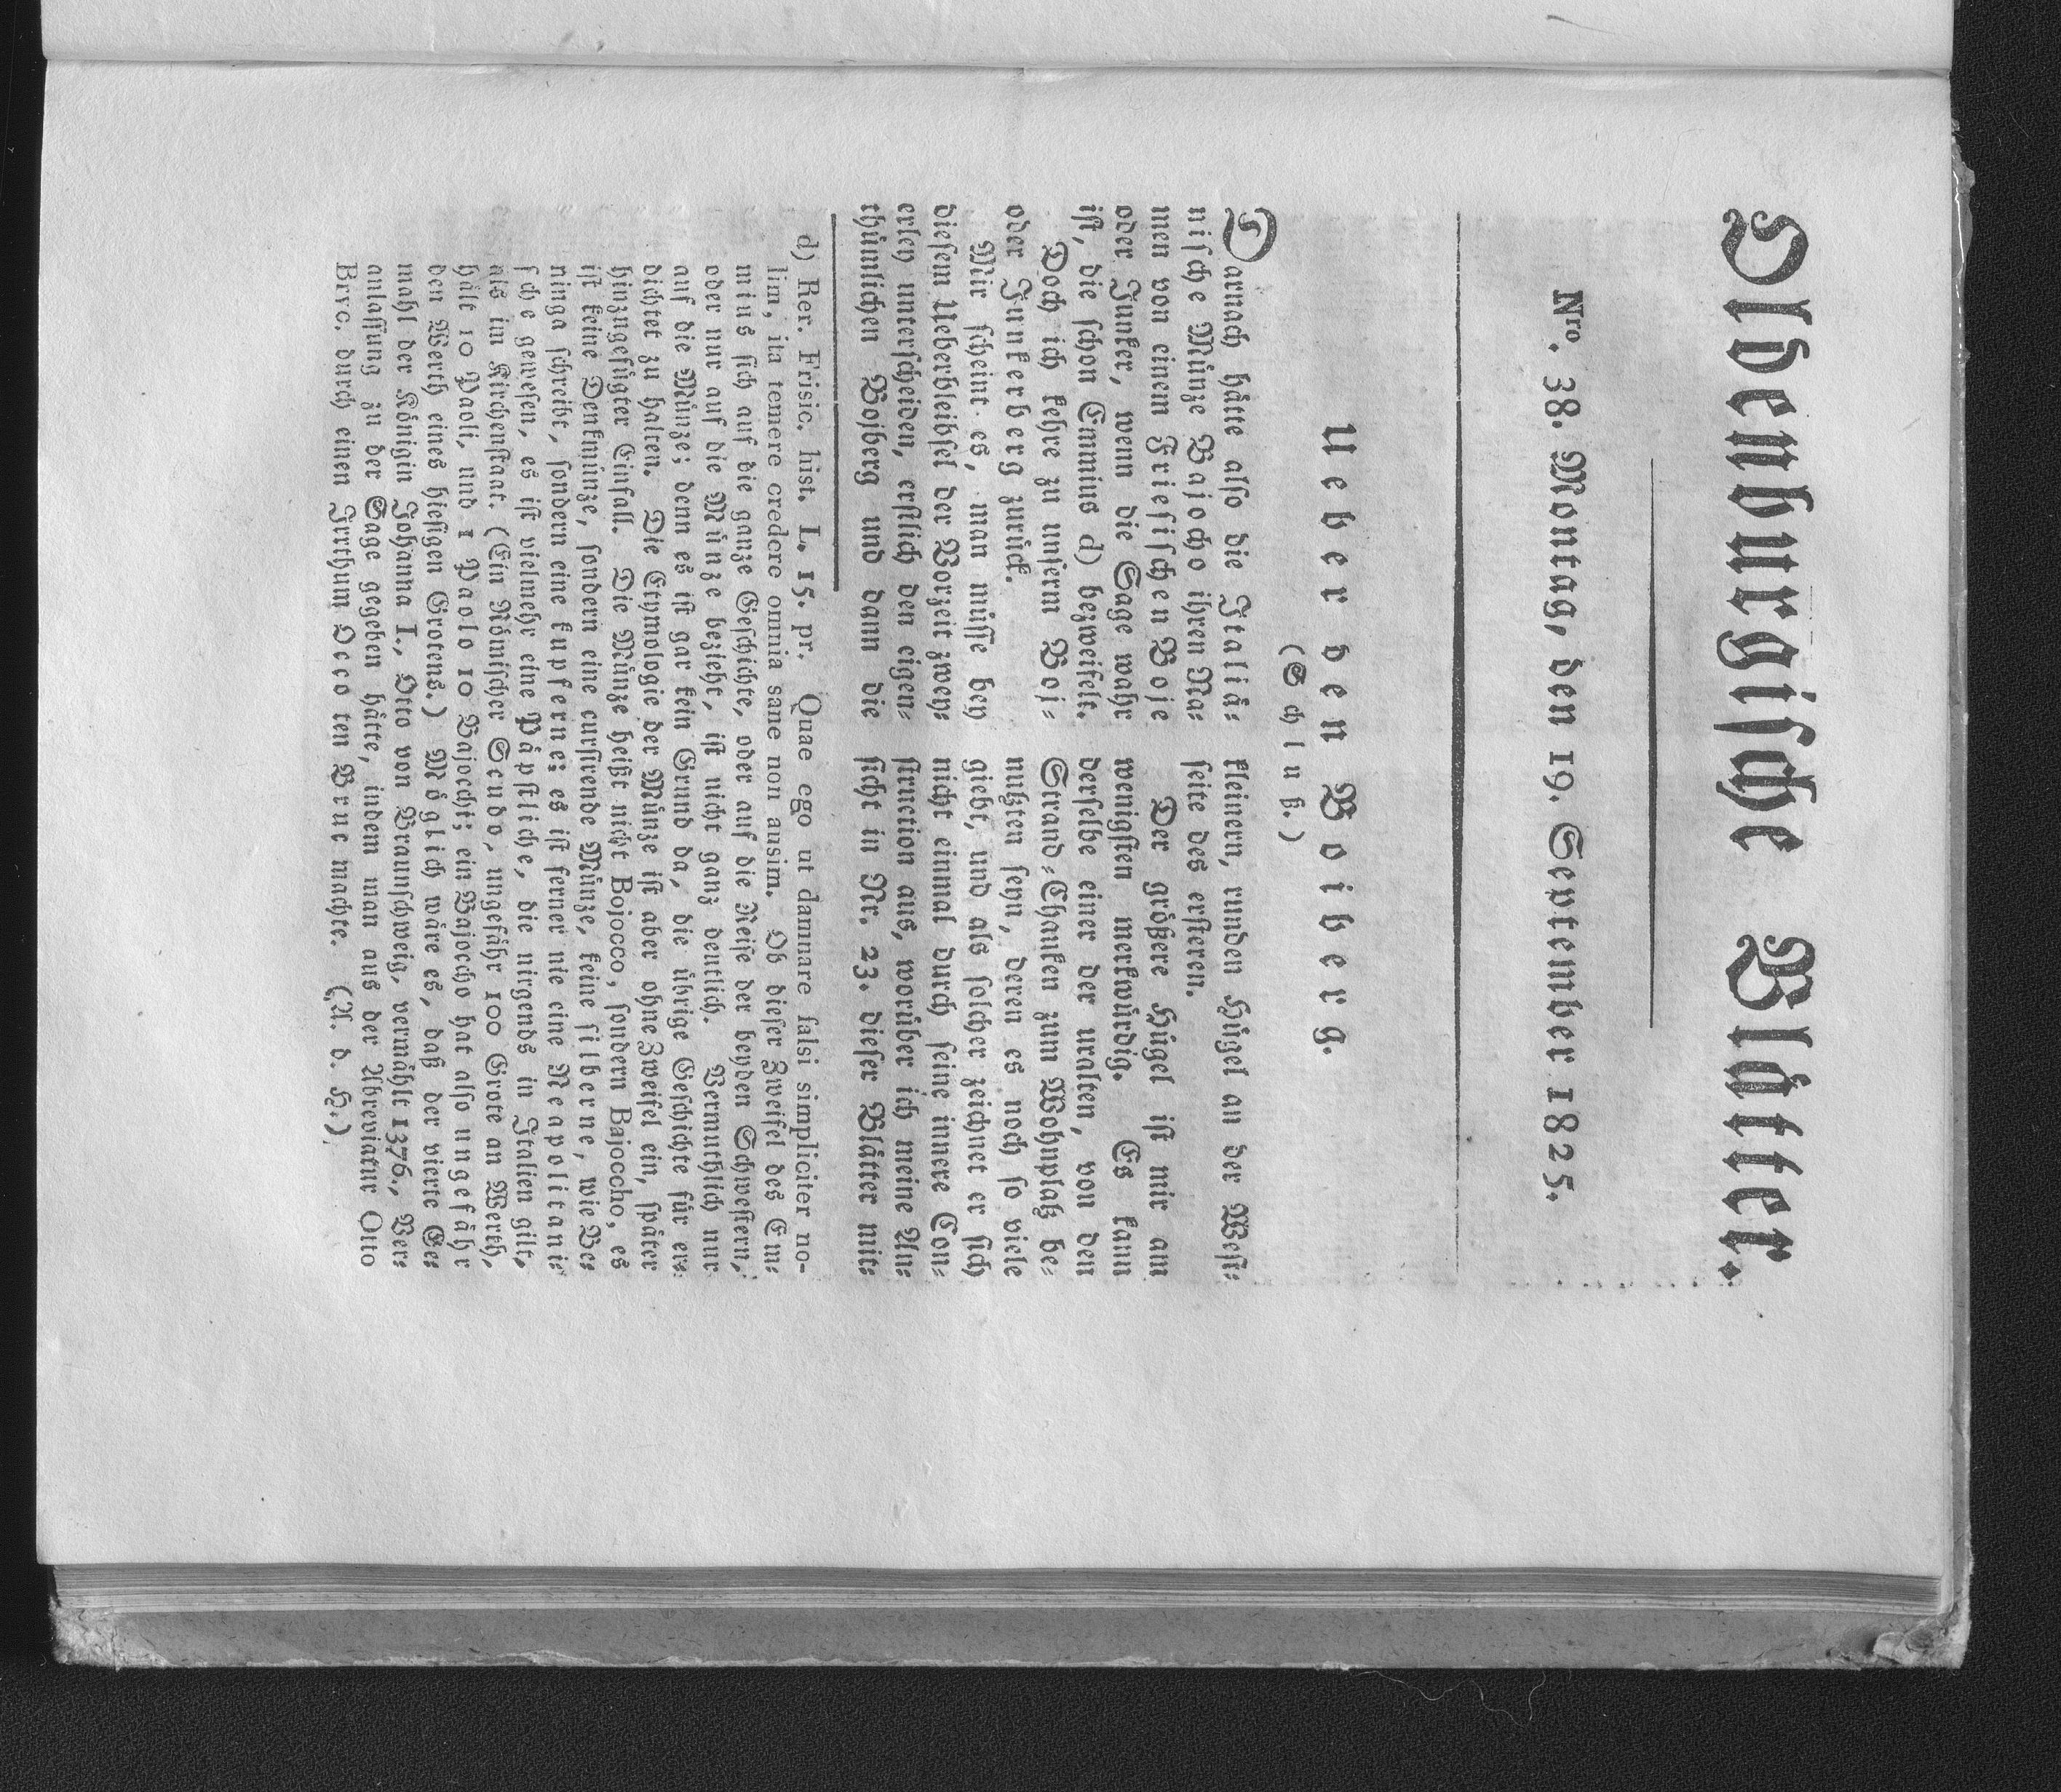 Oldenburgische Blätter.
Nro. 38. Montag, den 19. September 1825.
Ueber den Boiberg.
(Schluß.)
Darnach hätte also die Italiä-
nische Münze Bajocho ihren Na-
men von einem Friesischen Boje
oder Junker, wenn die Sage wahr
ist, die schon Emmius d) bezweifelt.
Doch ich kehre zu unserm Boj-
oder Junkerberg zurück.
Mir scheint es, man müsse bey
diesem Ueberbleibsel der Vorzeit zwey-
erley unterscheiden, erstlich den eigen-
thümlichen Bojberg und dann die
kleinern, runden Hügel an der West-
seite des ersteren.
Der größere Hügel ist mir am
wenigsten merkwürdig. Es kann
derselbe einer der uralten, von den
Strand-Chauken zum Wohnplatz be-
nutzten seyn, deren es noch so viele
giebt, und als solcher zeichnet er sich
nicht einmal durch seine innere Con-
struction aus, worüber ich meine An-
sicht in Nr. 23. dieser Blätter mit-
d) Rer. Frisic. hist. L. 15. pr. Quae ego ut damnare falsi simpliciter no-
lim, ita temere credere omnia sane non ausim. Ob dieser Zweifel des Em-
mius sich auf die ganze Geschichte, oder auf die Reise der beyden Schwestern,
oder nur auf die Münze bezieht, ist nicht ganz deutlich. Vermuthlich nur
auf die Münze; denn es ist gar kein Grund da, die übrige Geschichte für er-
dichtet zu halten. Die Etymologie der Münze ist aber ohne Zweifel ein, später
hinzugefügter Einfall. Die Münze heißt nicht Bojocco, sondern Bajoccho, es
ist keine Denkmünze, sondern eine cursirende Münze, keine silberne, wie Be-
ninga schreibt, sondern eine kupferne; es ist ferner nie eine Neapolitani-
sche gewesen, es ist vielmehr eine Päpstliche, die nirgends in Italien gilt,
als im Kirchenstaat. (Ein Römischer Scudo, ungefähr 100 Grote an Werth,
hält 10 Paoli, und 1 Paolo 10 Bajocchi; ein Bajoccho hat also ungefähr
den Werth eines hiesigen Grotens.) Möglich wäre es, daß der vierte Ge-
mahl der Königin Johanna I., Otto von Braunschweig, vermählt 1376., Ver-
anlassung zu der Sage gegeben hätte, indem man aus der Abreviatur Otto
Brvc. durch einen Irrthum Occo ten Brue machte. (A. d. H.)